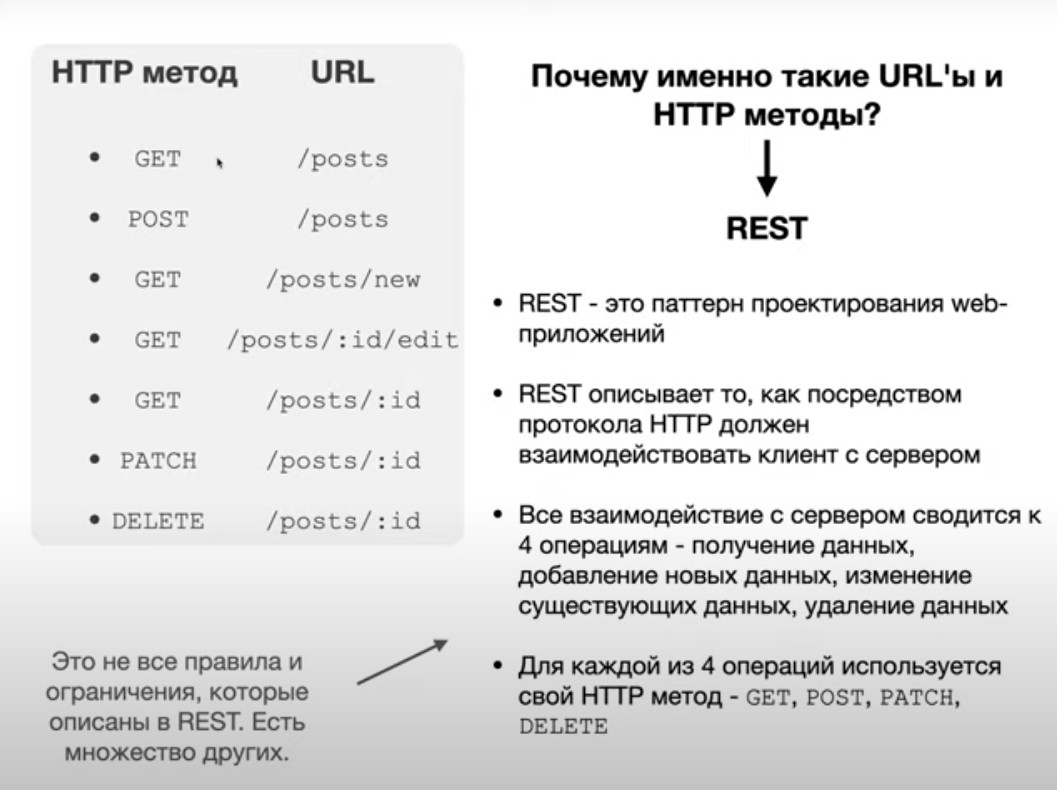 HTTP метод URL
• GET /posts
• POST /posts
• GET /posts/new
• GET /posts/:id/edit
• GET /posts/:id
• PATCH /posts/:id
• DELETE /posts/:id
Это не все правила и
ограничения, которые
описаны в REST. Есть
множество других.
Почему именно такие URL'ы и
HTTP методы?
REST
• REST - это паттерн проектирования web-
приложений
• REST описывает то, как посредством
протокола HTTP должен
взаимодействовать клиент с сервером
• Все взаимодействие с сервером сводится к
4 операциям - получение данных,
добавление новых данных, изменение
существующих данных, удаление данных
• Для каждой из 4 операций используется
свой HTTP метод - GET, POST, PATCH,
DELETE